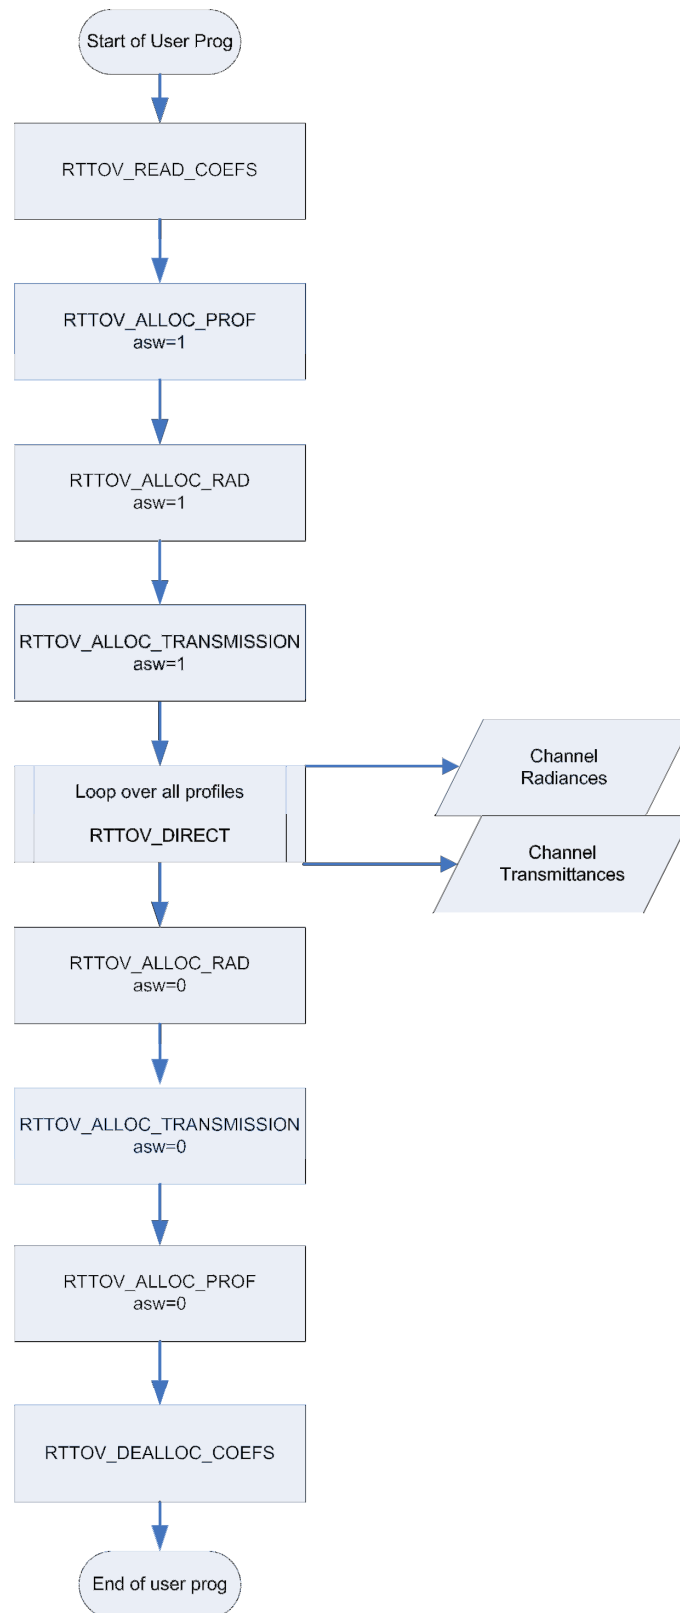 Start of User Prog
RTTOV_READ_COEFS
RTTOV_ALLOC_PROF
asw=1
RTTOV_ALLOC_RAD
asw=1
RTTOV_ALLOC_TRANSMISSION
asw=1
Loop over all profiles
RTTOV_DIRECT
Channel
Radiances
Channel
Transmittances
RTTOV_ALLOC_RAD
asw=0
RTTOV_ALLOC_TRANSMISSION
asw=0
RTTOV_ALLOC_PROF
asw=0
RTTOV_DEALLOC_COEFS
End of user prog